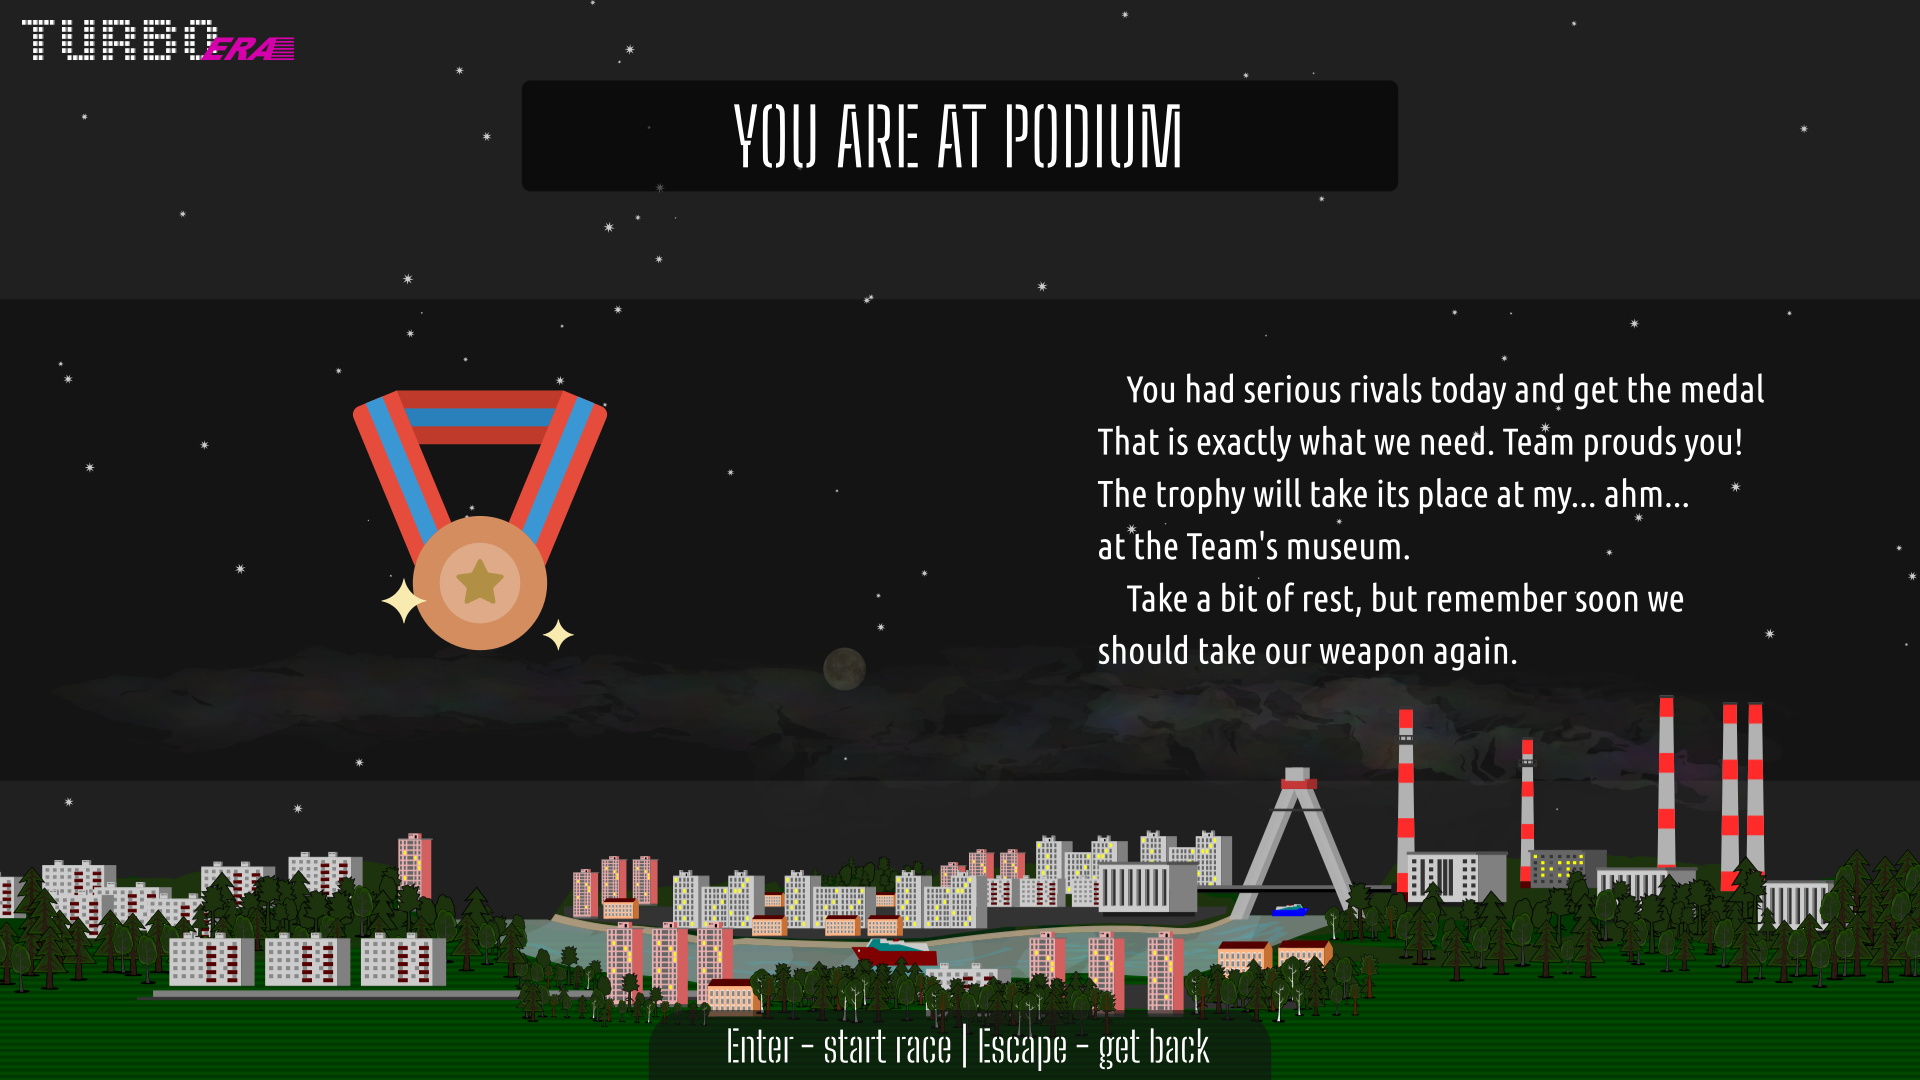 TURBO ERA
YOU ARE AT PODIUM
You had serious rivals today and get the medal
That is exactly what we need. Team prouds you!
The trophy will take its place at my... ahm...
at the Team's museum.
Take a bit of rest, but remember soon we
should take our weapon again.
Enter - start race | Escape - get back